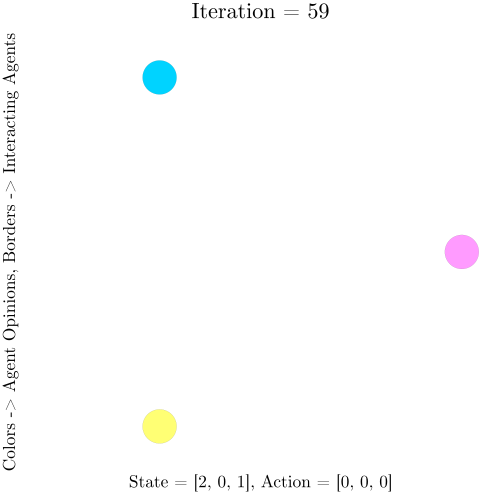 Iteration = 59
Colors -> Agent Opinions, Borders -> Interacting Agents
State = [2, 0, 1], Action = [0, 0, 0]